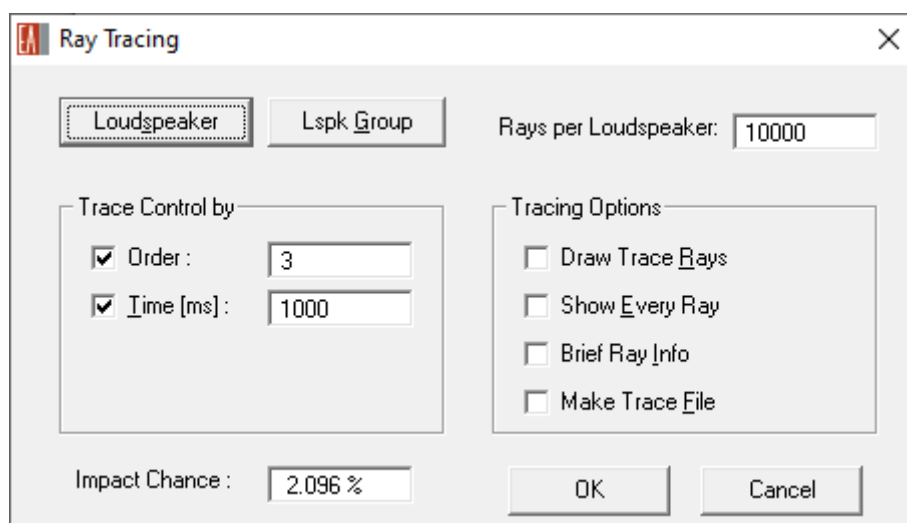 EA Ray Tracing
Loudspeaker Lspk Group Rays per Loudspeaker: 10000
Trace Control by
Order : 3
Time [ms] : 1000
Tracing Options
Draw Trace Rays
Show Every Ray
Brief Ray Info
Make Trace File
Impact Chance : 2.096 %
OK Cancel